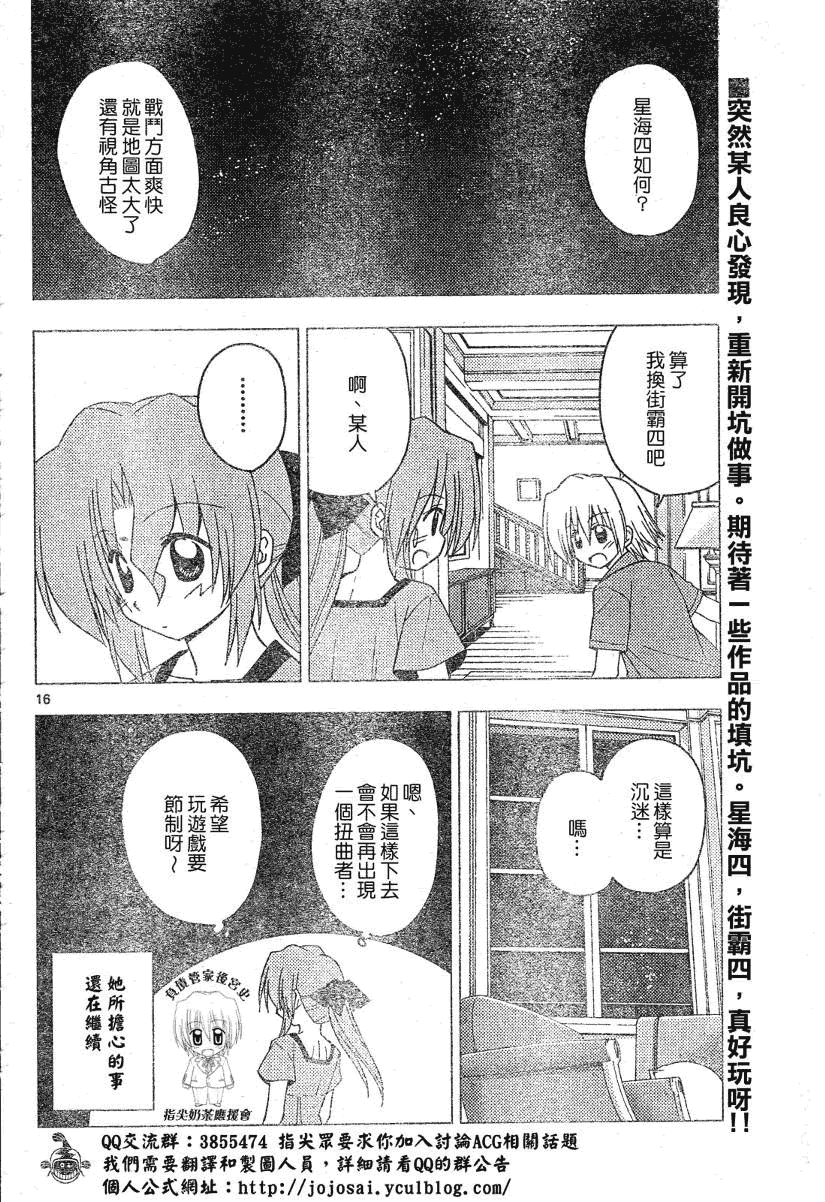 星海四如何？
戰鬥方面爽快
就是地圖太大了
還有視角古怪
算了
我換街霸四吧
啊、某人
………
16
這樣算是
沉迷…
嗎…
嗯、
如果這樣下去
會不會再出現
一個扭曲者…
希望
玩遊戲要
節制呀～
負債管家後宮史
指尖奶茶應援會
她所擔心的事
還在繼續
■突然某人良心發現，重新開坑做事。期待著一些作品的填坑。星海四，街霸四，真好玩呀!!
QQ交流群：3855474 指尖眾要求你加入討論ACG相關話題
我們需要翻譯和製圖人員，詳細請看QQ的群公告
個人公式網址：http://jojosai.yculblog.com/